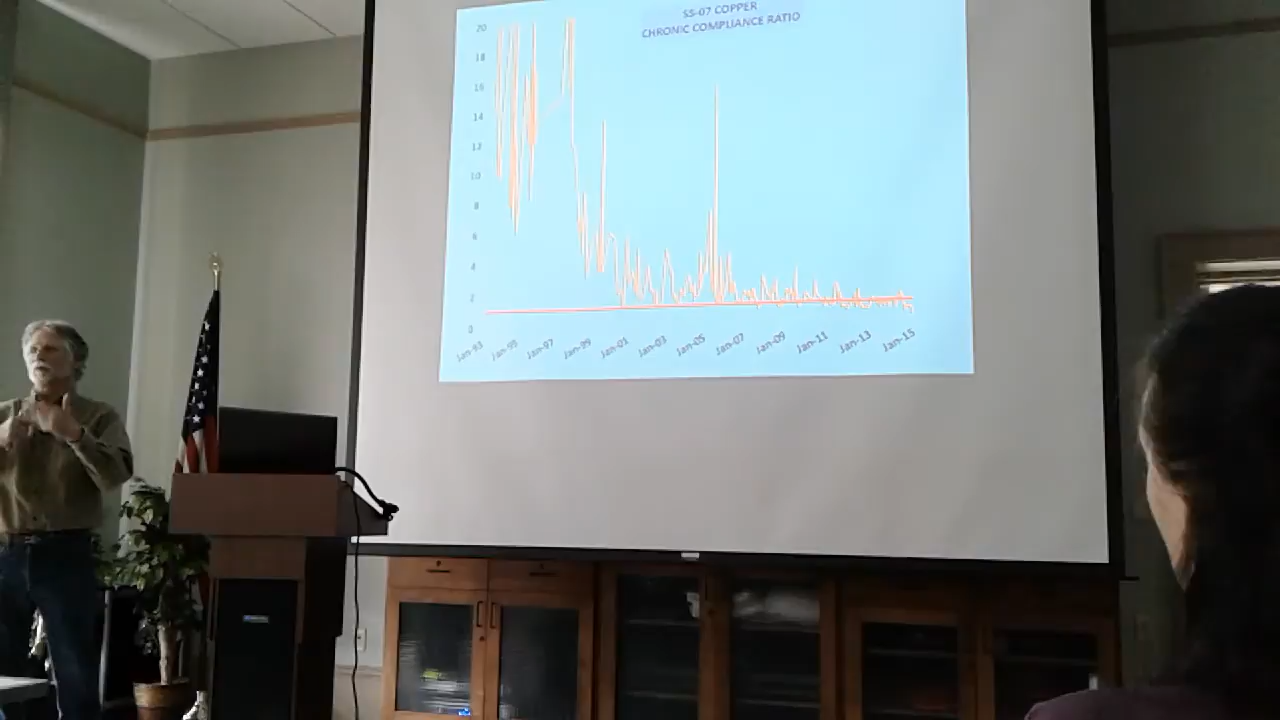 SS-07 COPPER
CHRONIC COMPLIANCE RATIO
20
18
16
14
12
10
8
6
4
2
0
Jan-93
Jan-95
Jan-97
Jan-99
Jan-01
Jan-03
Jan-05
Jan-07
Jan-09
Jan-11
Jan-13
Jan-15